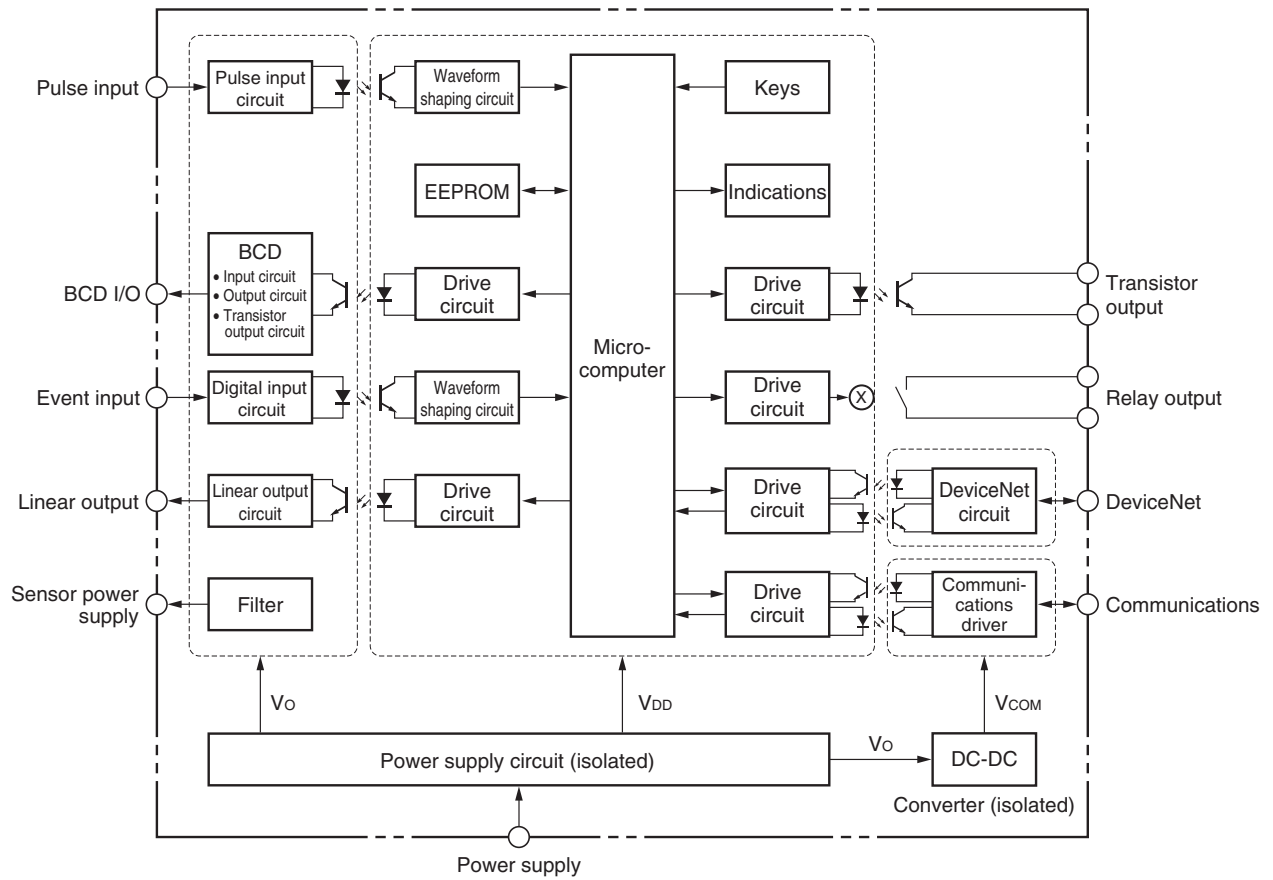 Pulse input
Pulse input
circuit
Waveform
shaping circuit
Keys
EEPROM
Indications
Micro-
computer
BCD I/O
BCD
• Input circuit
• Output circuit
• Transistor
output circuit
Drive
circuit
Drive
circuit
Transistor
output
Event input
Digital input
circuit
Waveform
shaping circuit
Drive
circuit
X
Relay output
Linear output
Linear output
circuit
Drive
circuit
Drive
circuit
DeviceNet
circuit
DeviceNet
Sensor power
supply
Filter
Drive
circuit
Communi-
cations
driver
Communications
VO
VDD
VCOM
Power supply circuit (isolated)
VO
DC-DC
Converter (isolated)
Power supply